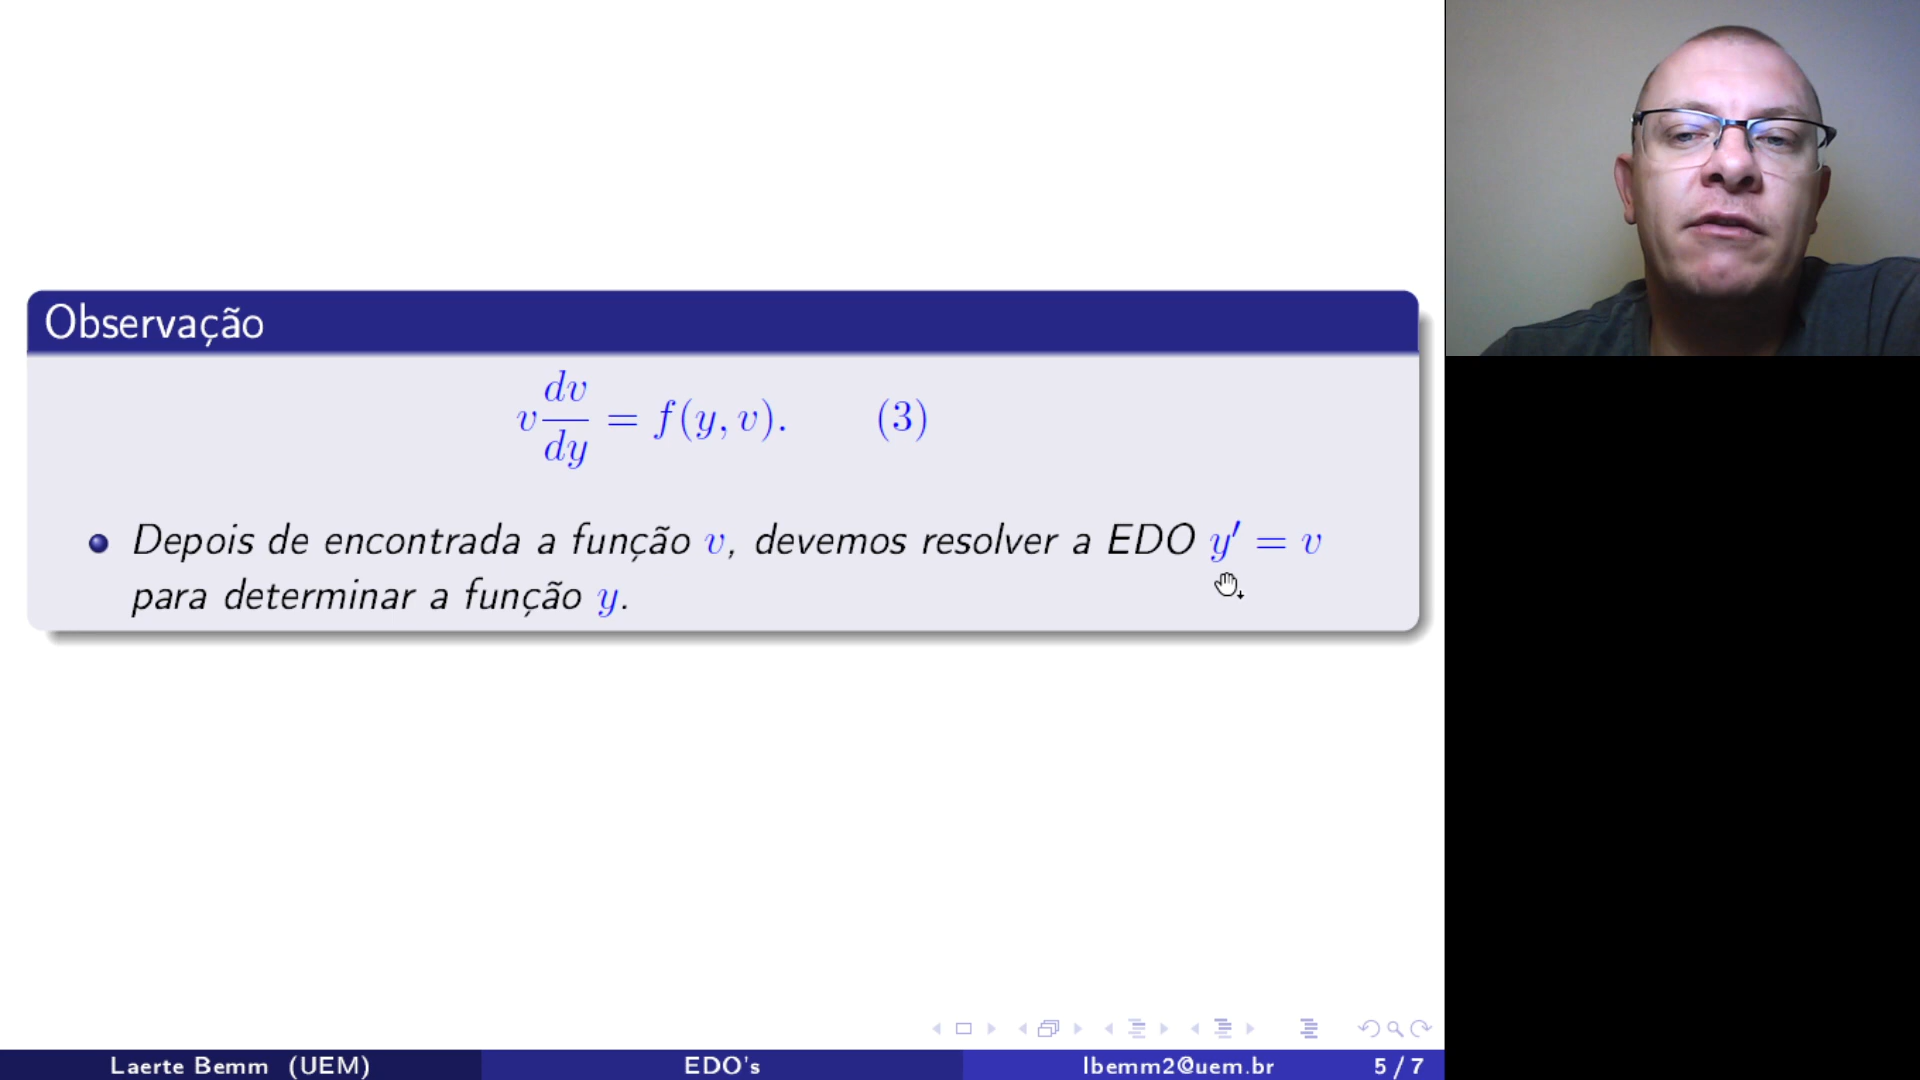 Observação
v dv/dy = f(y, v). (3)
Depois de encontrada a função v, devemos resolver a EDO y′ = v
para determinar a função y.
Laerte Bemm (UEM) EDO's lbemm2@uem.br 5 / 7